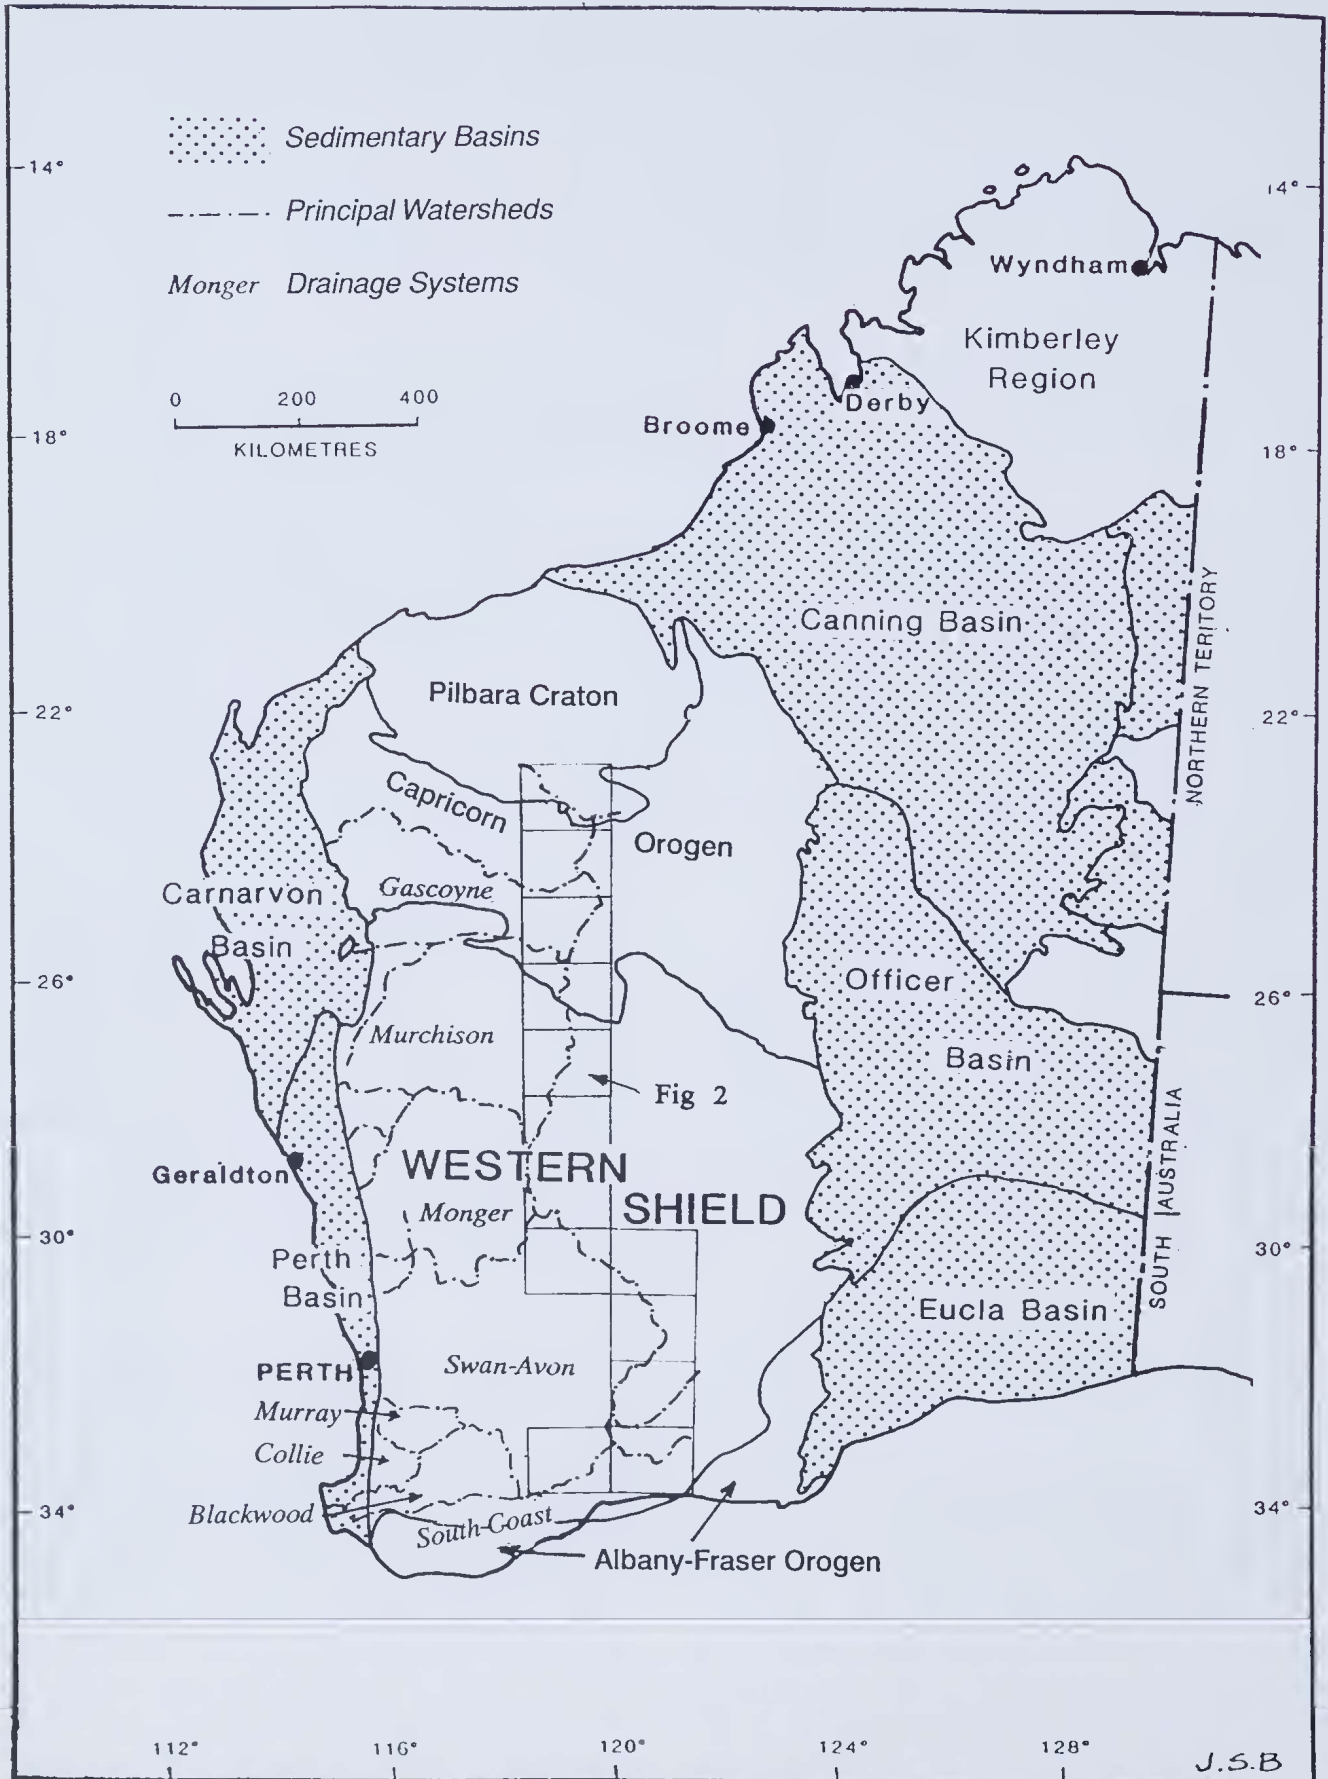 Sedimentary Basins
14°
14°
Principal Watersheds
Wyndham
Monger Drainage Systems
Kimberley
Region
0 200 400
KILOMETRES
Derby
Broome
18°
18°
Canning Basin
NORTHERN TERITORY
Pilbara Craton
22°
22°
Capricorn
Orogen
Gascoyne
Carnarvon
Basin
Officer
26°
26°
Murchison
Basin
Fig 2
WESTERN
SHIELD
Geraldton
Monger
SOUTH AUSTRALIA
30°
30°
Perth
Basin
Eucla Basin
PERTH
Swan-Avon
Murray
Collie
Blackwood
34°
34°
South-Coast
Albany-Fraser Orogen
112° 116° 120° 124° 128°
J.S.B